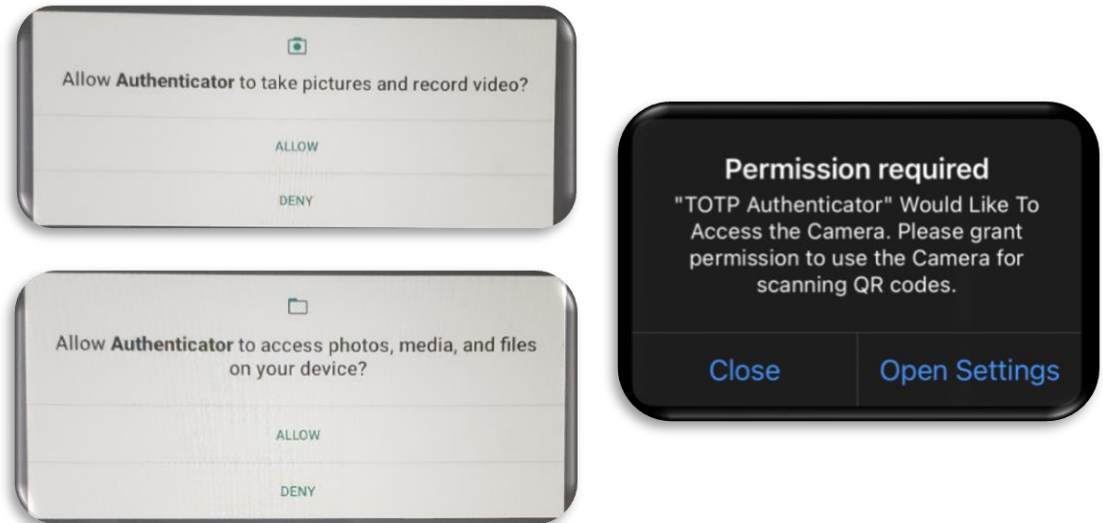 Allow Authenticator to take pictures and record video?
ALLOW
DENY
Allow Authenticator to access photos, media, and files
on your device?
ALLOW
DENY
Permission required
"TOTP Authenticator" Would Like To
Access the Camera. Please grant
permission to use the Camera for
scanning QR codes.
Close
Open Settings